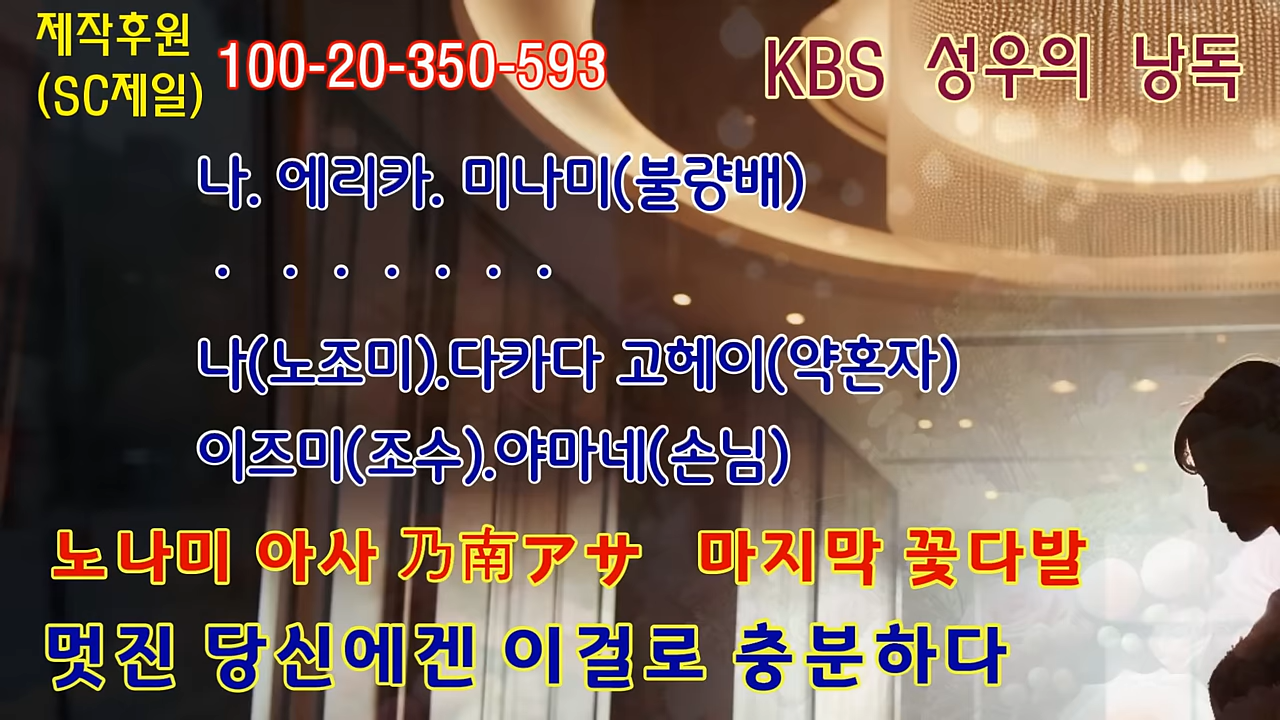 제작후원
(SC제일)
100-20-350-593
KBS 성우의 낭독
나. 에리카. 미나미(불량배)
. . . . . . .
나(노조미).다카다 고헤이(약혼자)
이즈미(조수).야마네(손님)
노나미 아사 乃南アサ 마지막 꽃다발
멋진 당신에겐 이걸로 충분하다